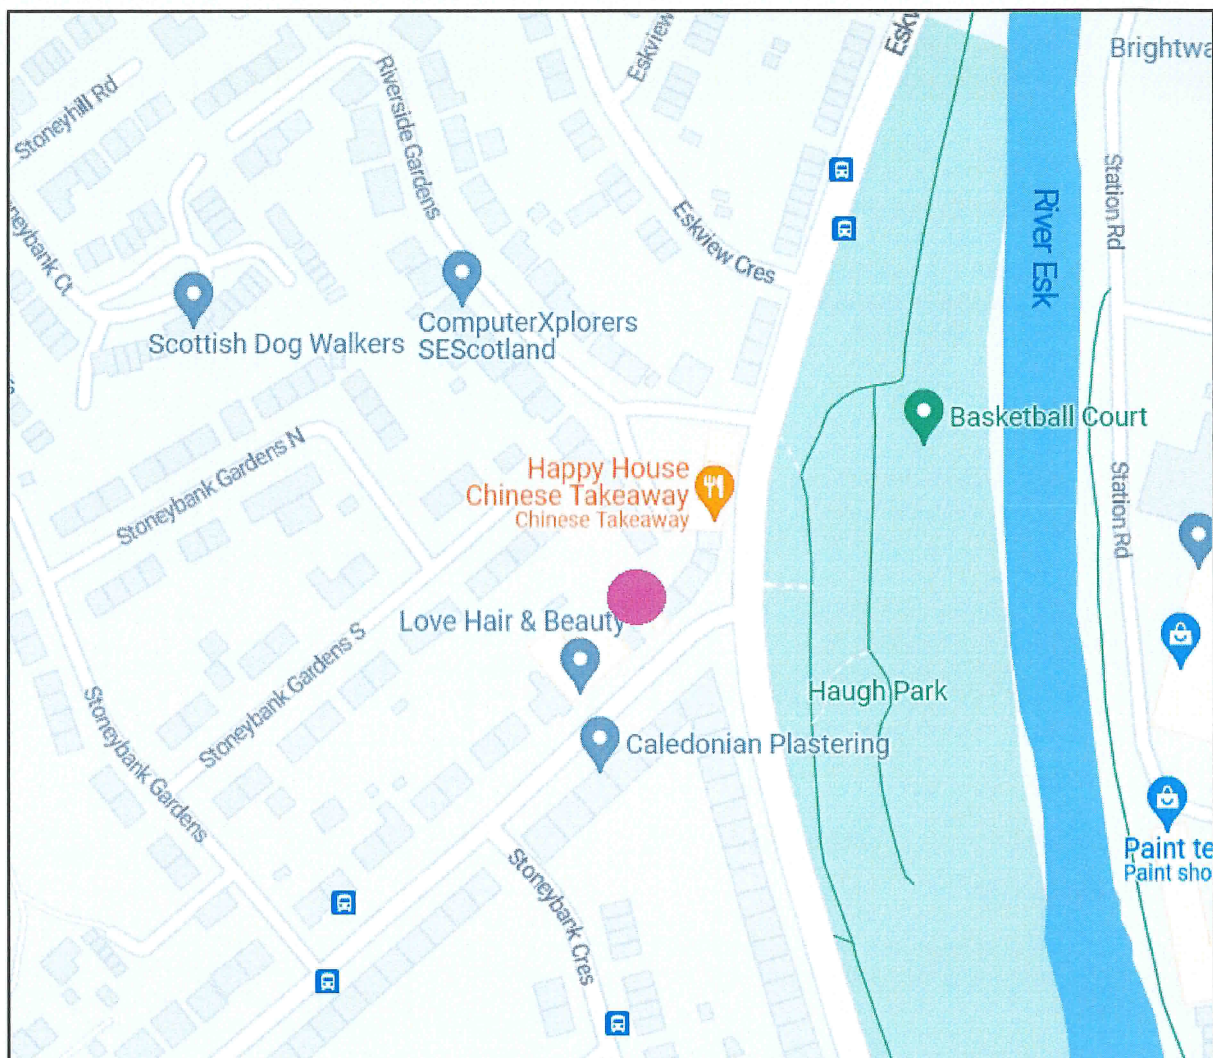 Eskv
Brightwa
Eskview
Stoneyhill Rd
Riverside Gardens
Station Rd
River Esk
neybank Ct
Eskview Cres
Scottish Dog Walkers
ComputerXplorers
SEScotland
Basketball Court
Stoneybank Gardens N
Happy House
Chinese Takeaway
Chinese Takeaway
Station Rd
Love Hair & Beauty
Stoneybank Gardens S
Haugh Park
Stoneybank Gardens
Caledonian Plastering
Stoneybank Cres
Paint te
Paint sho